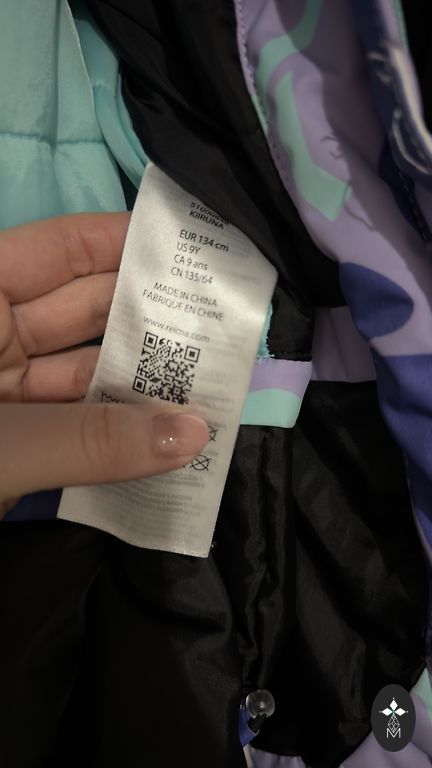 KIIRUNA
EUR 134 cm
US 9Y
CA 9 ans
CN 135/64
MADE IN CHINA
FABRIQUE EN CHINE
www.reima.com